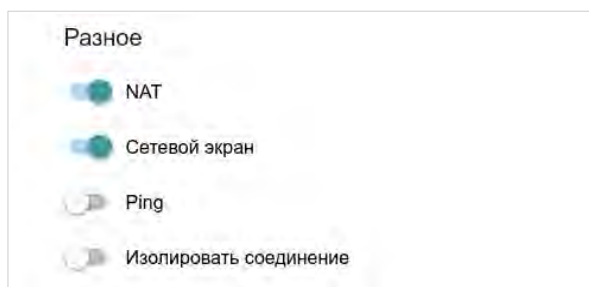 Разное
NAT
Сетевой экран
Ping
Изолировать соединение